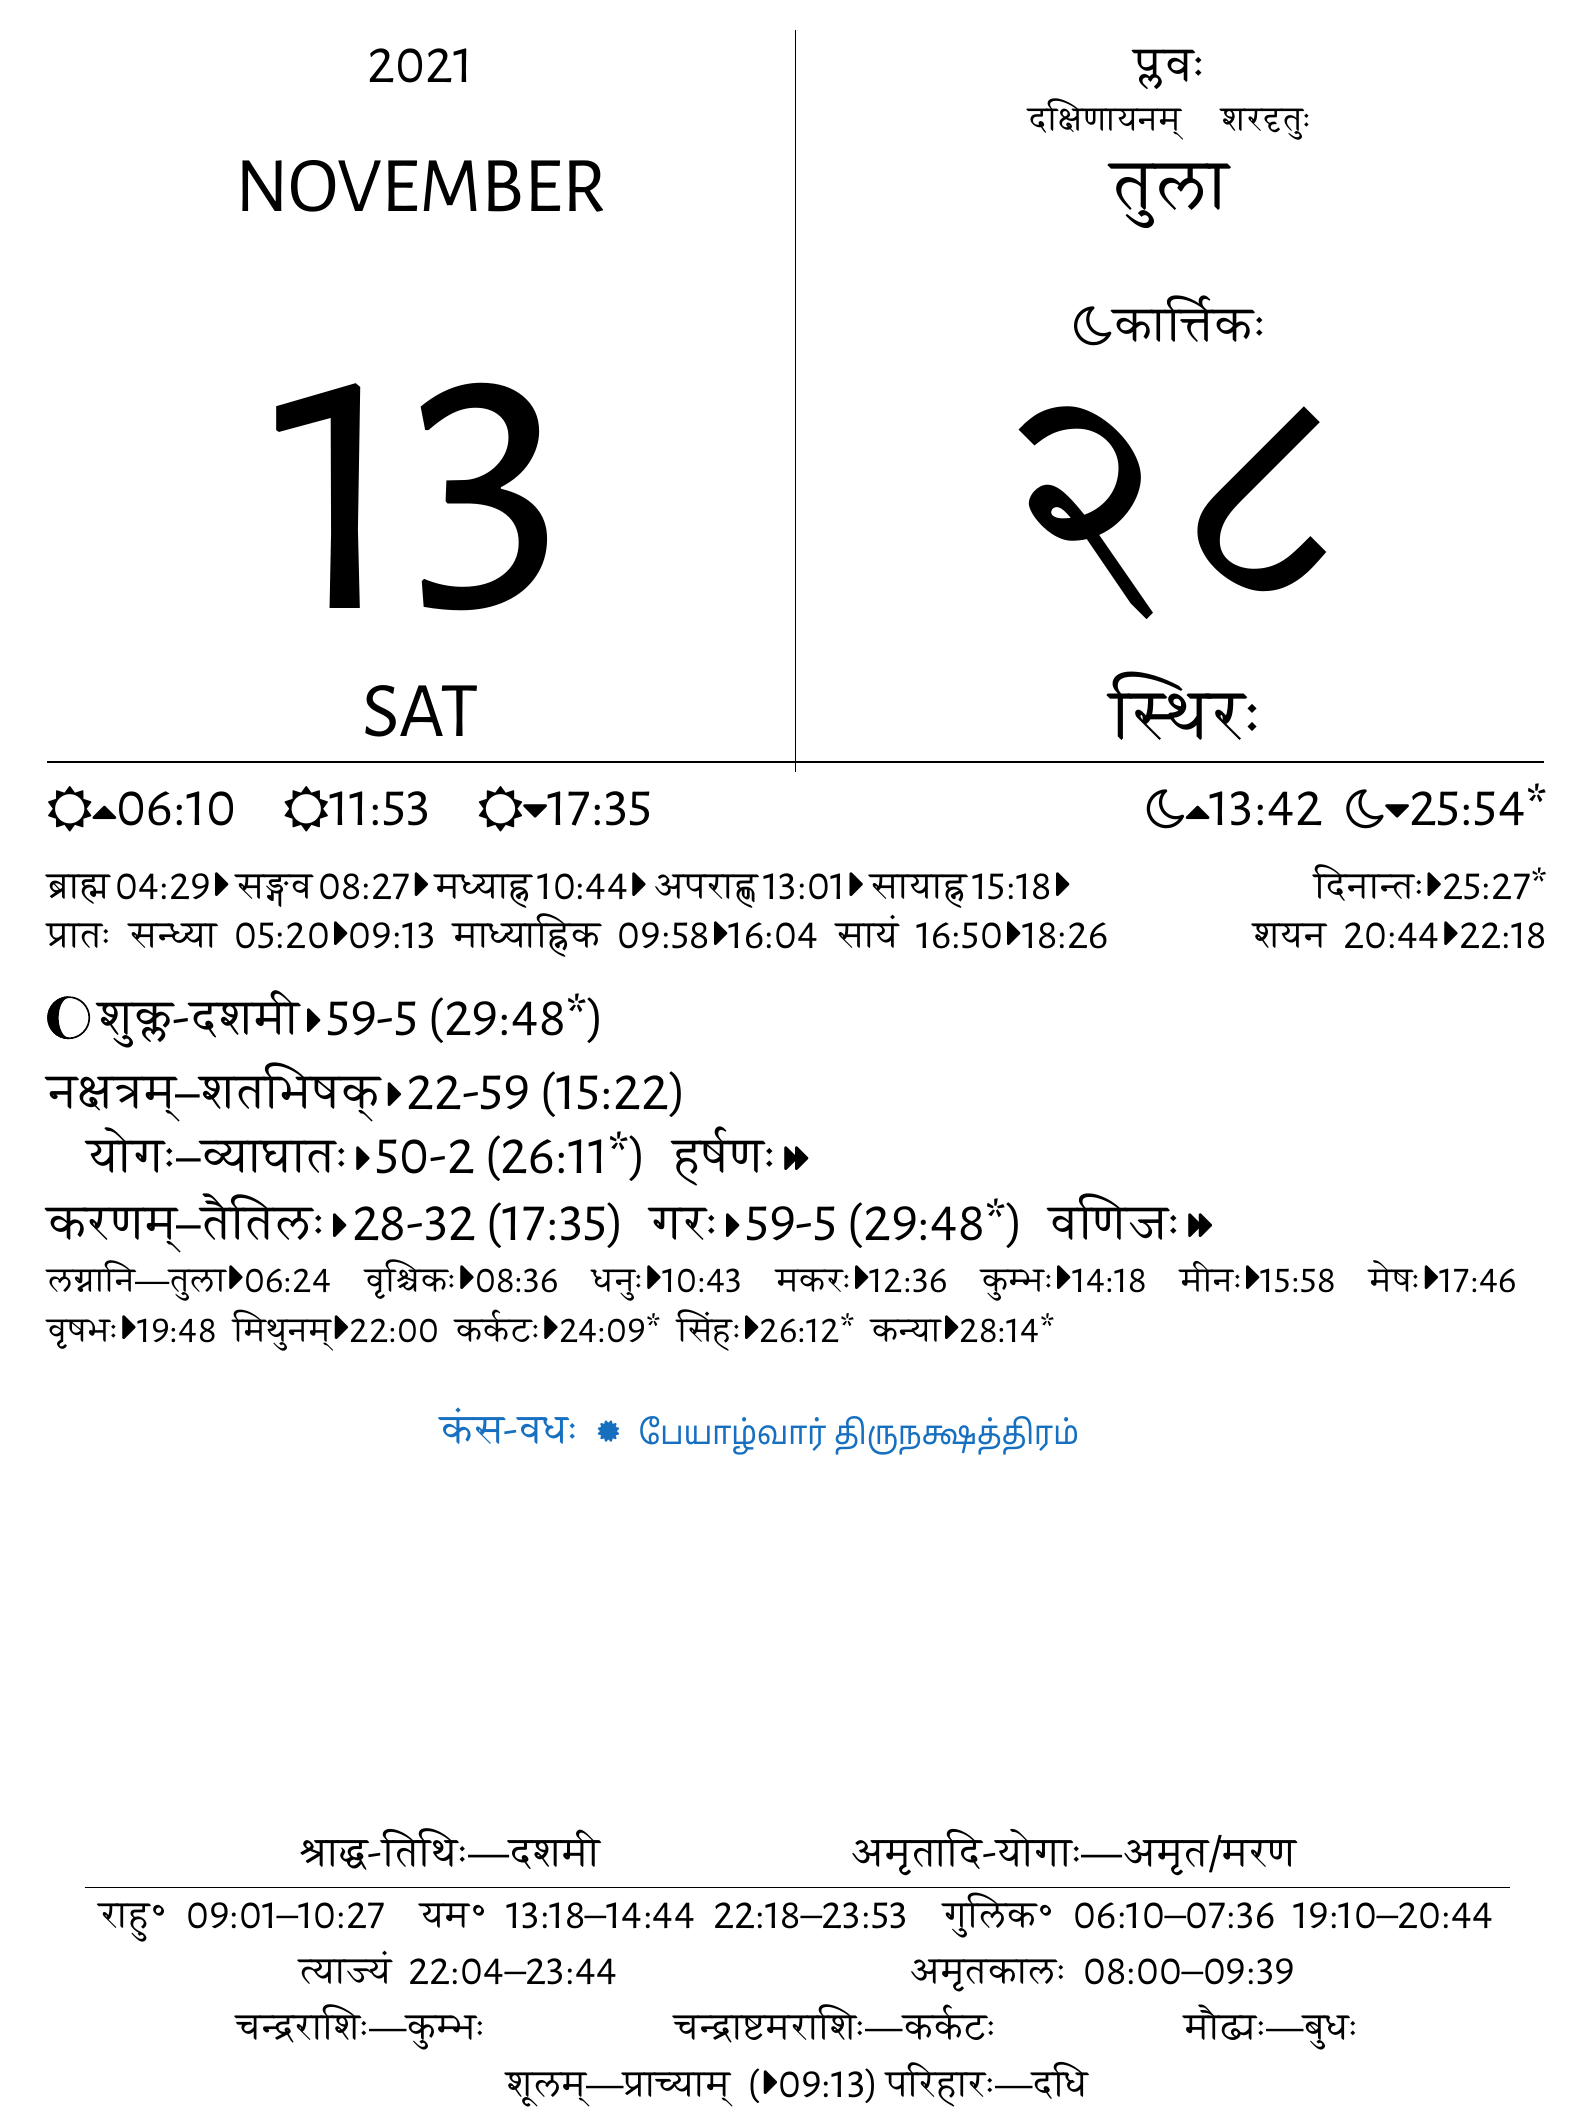 2021
NOVEMBER
13
SAT
प्लवः
दक्षिणायनम् शरदृतुः
तुला
कार्त्तिकः
२८
स्थिरः
06:10 11:53 17:35 13:42 25:54*
ब्राह्म 04:29 सङ्गव 08:27 मध्याह्न 10:44 अपराह्ण 13:01 सायाह्न 15:18 दिनान्तः 25:27*
प्रातः सन्ध्या 05:20 09:13 माध्याह्निक 09:58 16:04 सायं 16:50 18:26 शयन 20:44 22:18
शुक्ल-दशमी 59-5 (29:48*)
नक्षत्रम्–शतभिषक् 22-59 (15:22)
योगः–व्याघातः 50-2 (26:11*) हर्षणः
करणम्–तैतिलः 28-32 (17:35) गरः 59-5 (29:48*) वणिजः
लग्नानि—तुला 06:24 वृश्चिकः 08:36 धनुः 10:43 मकरः 12:36 कुम्भः 14:18 मीनः 15:58 मेषः 17:46
वृषभः 19:48 मिथुनम् 22:00 कर्कटः 24:09* सिंहः 26:12* कन्या 28:14*
कंस-वधः ✹ பேயாழ்வார் திருநக்ஷத்திரம்
श्राद्ध-तिथिः—दशमी अमृतादि-योगाः—अमृत/मरण
राहु° 09:01–10:27 यम° 13:18–14:44 22:18–23:53 गुलिक° 06:10–07:36 19:10–20:44
त्याज्यं 22:04–23:44 अमृतकालः 08:00–09:39
चन्द्रराशिः—कुम्भः चन्द्राष्टमराशिः—कर्कटः मौढ्यः—बुधः
शूलम्—प्राच्याम् (09:13) परिहारः—दधि